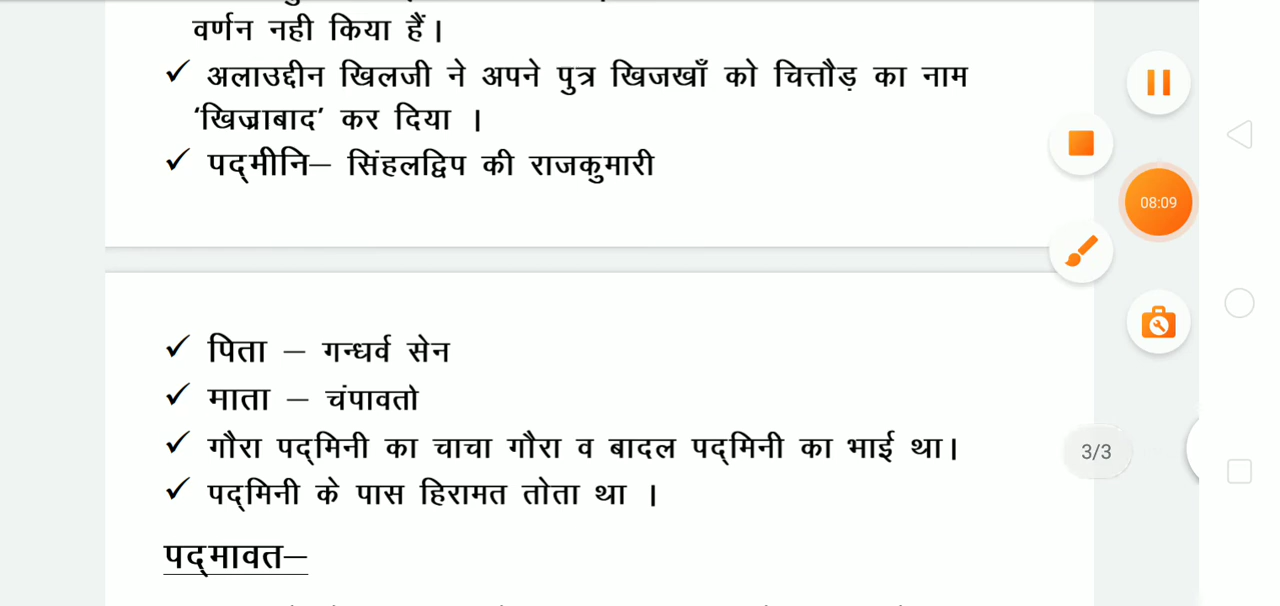 वर्णन नही किया हैं।
✓ अलाउद्दीन खिलजी ने अपने पुत्र खिजखाँ को चित्तौड़ का नाम
‘खिज्राबाद’ कर दिया ।
✓ पद्मीनि– सिंहलद्विप की राजकुमारी
08:09
✓ पिता – गन्धर्व सेन
✓ माता – चंपावतो
✓ गौरा पद्मिनी का चाचा गौरा व बादल पद्मिनी का भाई था।
3/3
✓ पद्मिनी के पास हिरामत तोता था ।
पद्मावत–